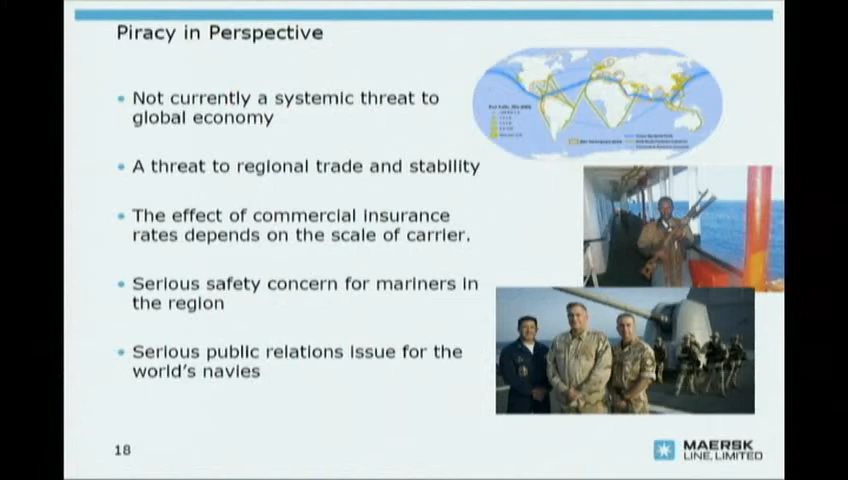 Piracy in Perspective
Not currently a systemic threat to
global economy
A threat to regional trade and stability
The effect of commercial insurance
rates depends on the scale of carrier.
Serious safety concern for mariners in
the region
Serious public relations issue for the
world's navies
18
MAERSK
LINE, LIMITED